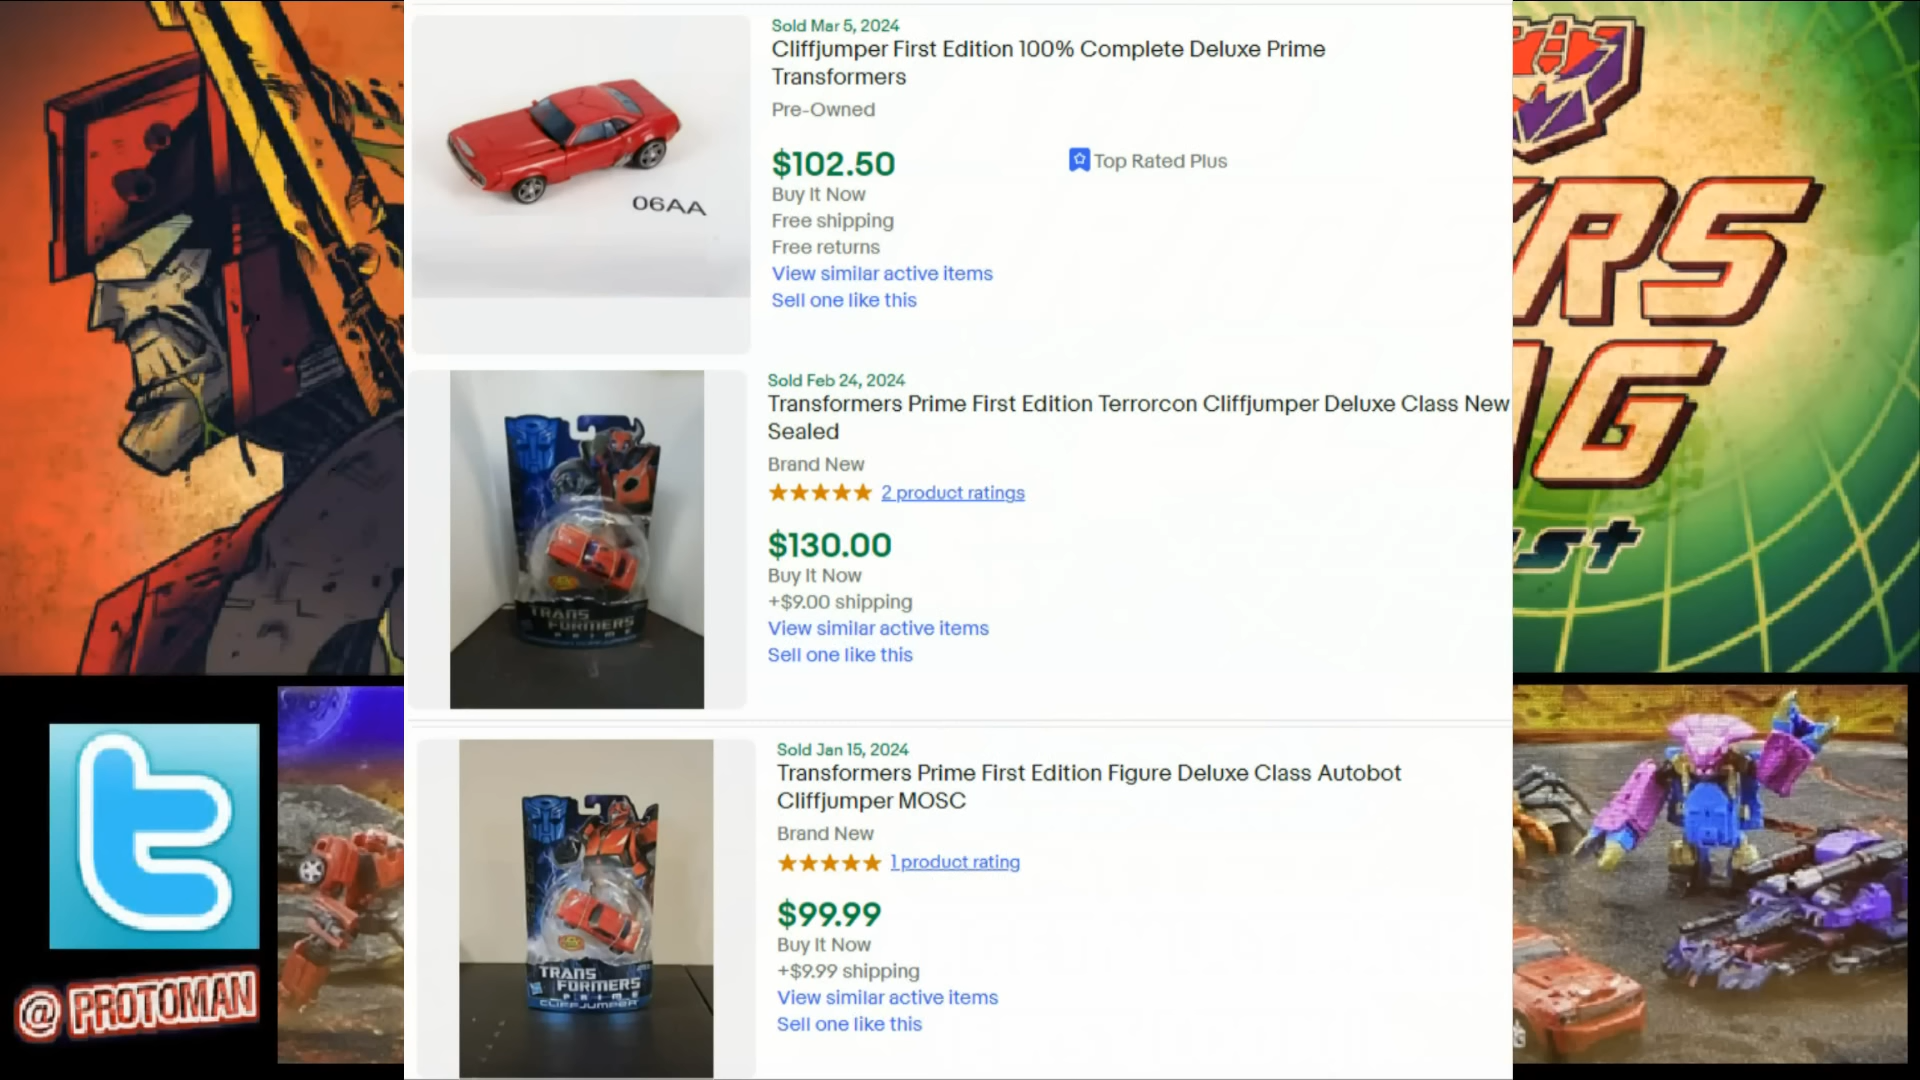 Sold Mar 5, 2024
Cliffjumper First Edition 100% Complete Deluxe Prime
Transformers
Pre-Owned
$102.50
Top Rated Plus
Buy It Now
Free shipping
Free returns
View similar active items
Sell one like this
06AA
Sold Feb 24, 2024
Transformers Prime First Edition Terrorcon Cliffjumper Deluxe Class New
Sealed
Brand New
2 product ratings
$130.00
Buy It Now
+$9.00 shipping
View similar active items
Sell one like this
TRANS
FORMERS
PRIME
Sold Jan 15, 2024
Transformers Prime First Edition Figure Deluxe Class Autobot
Cliffjumper MOSC
Brand New
1 product rating
$99.99
Buy It Now
+$9.99 shipping
View similar active items
Sell one like this
TRANS
FORMERS
PRIME
CLIFFJUMPER
t
@ PROTOMAN